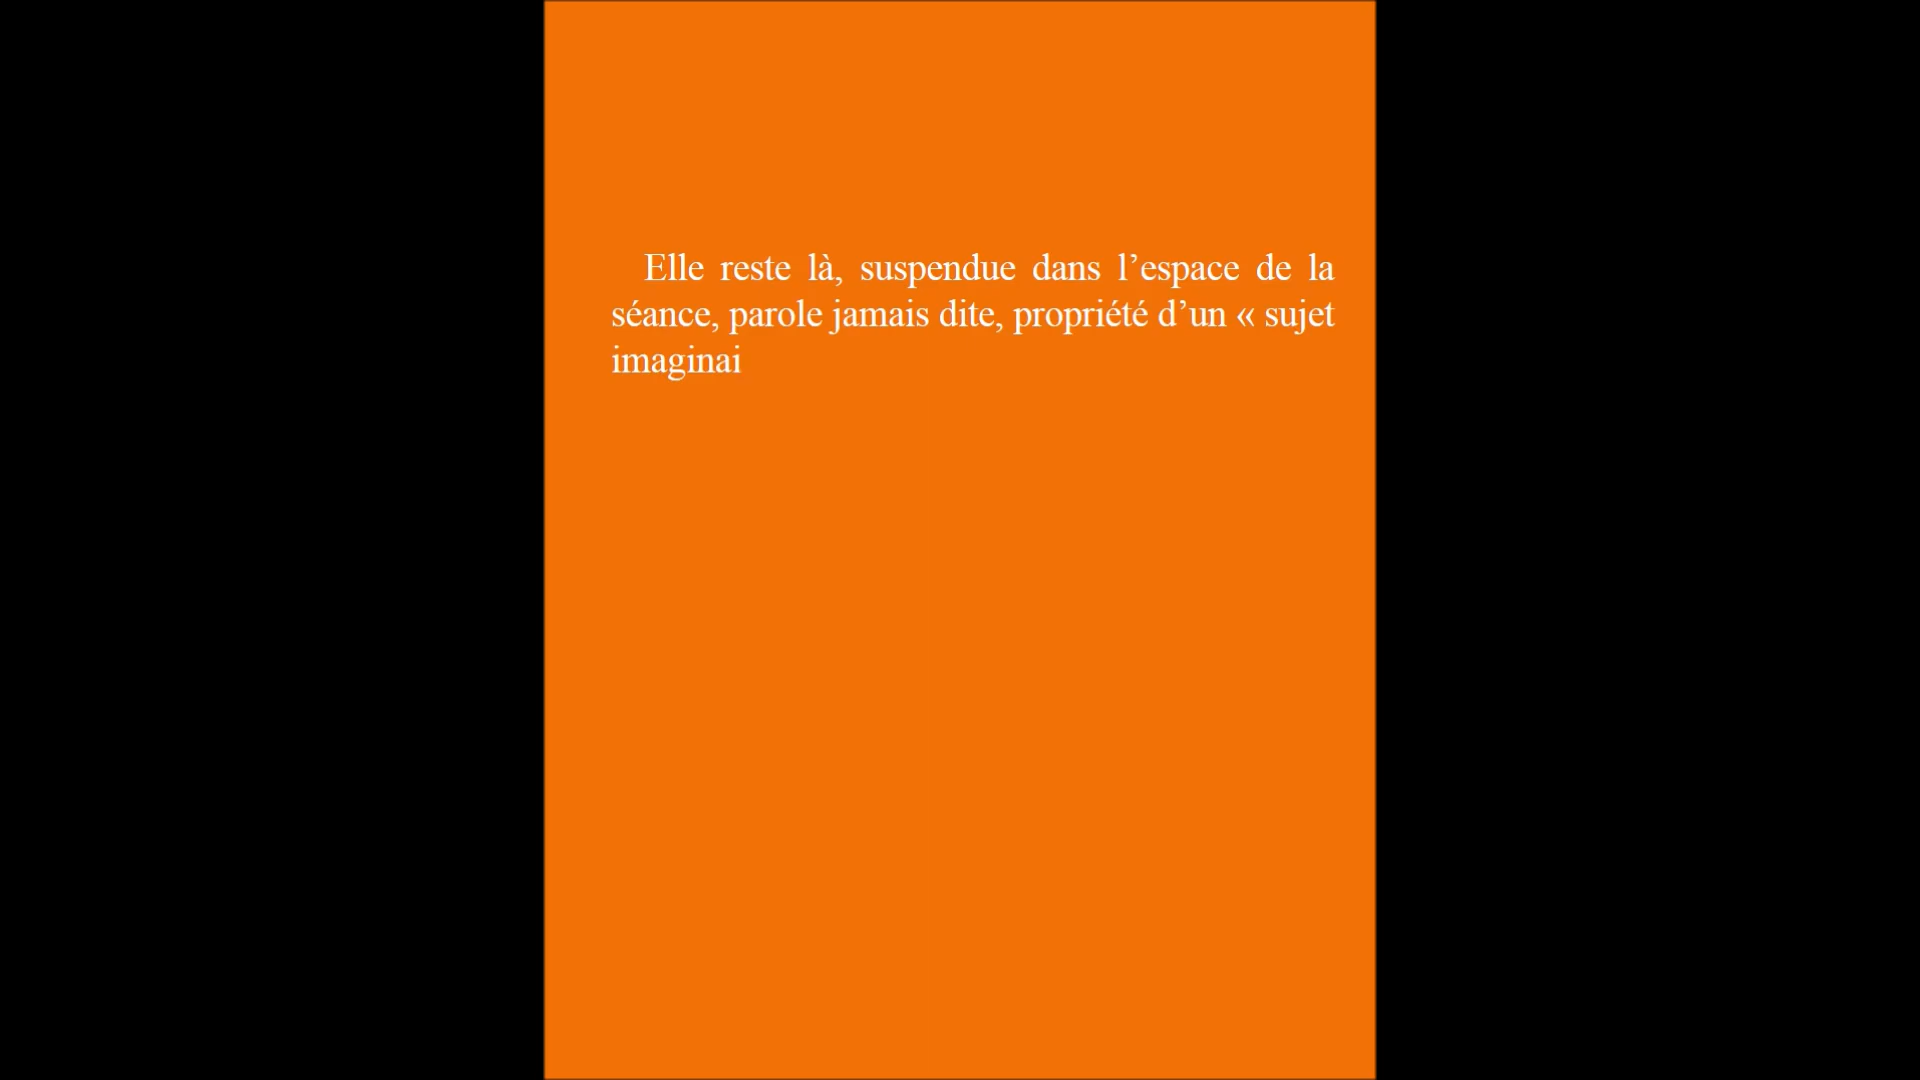 Elle reste là, suspendue dans l’espace de la
séance, parole jamais dite, propriété d’un « sujet
imaginai